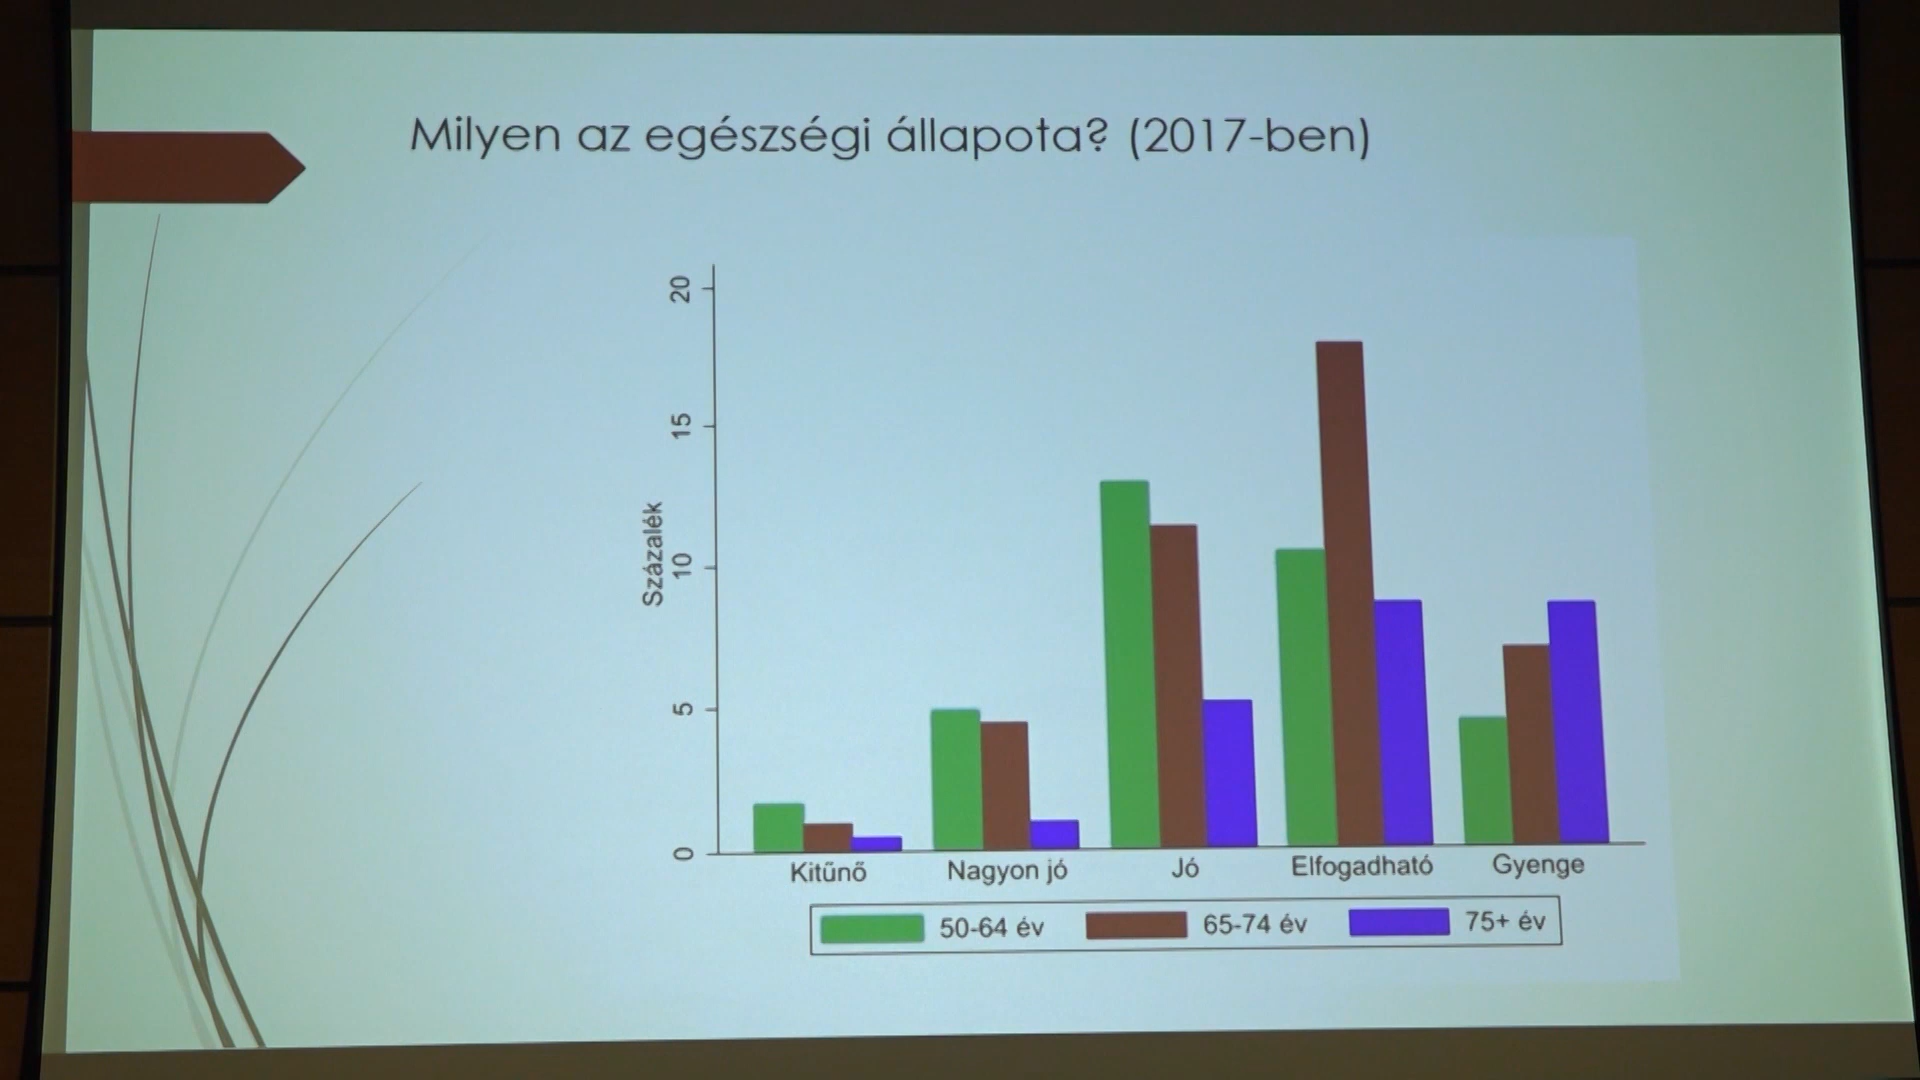 Milyen az egészségi állapota? (2017-ben)
Százalék
20
15
10
5
0
Kitűnő Nagyon jó Jó Elfogadható Gyenge
50-64 év 65-74 év 75+ év